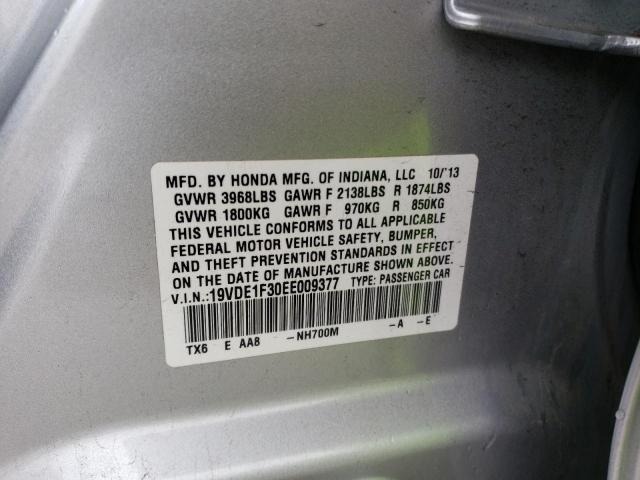 MFD. BY HONDA MFG. OF INDIANA, LLC 10/'13
GVWR 3968LBS GAWR F 2138LBS R 1874LBS
GVWR 1800KG GAWR F 970KG R 850KG
THIS VEHICLE CONFORMS TO ALL APPLICABLE
FEDERAL MOTOR VEHICLE SAFETY, BUMPER,
AND THEFT PREVENTION STANDARDS IN EFFECT
ON THE DATE OF MANUFACTURE SHOWN ABOVE.
V.I.N.:19VDE1F30EE009377 TYPE: PASSENGER CAR
TX6 E AA8 -NH700M -A -E